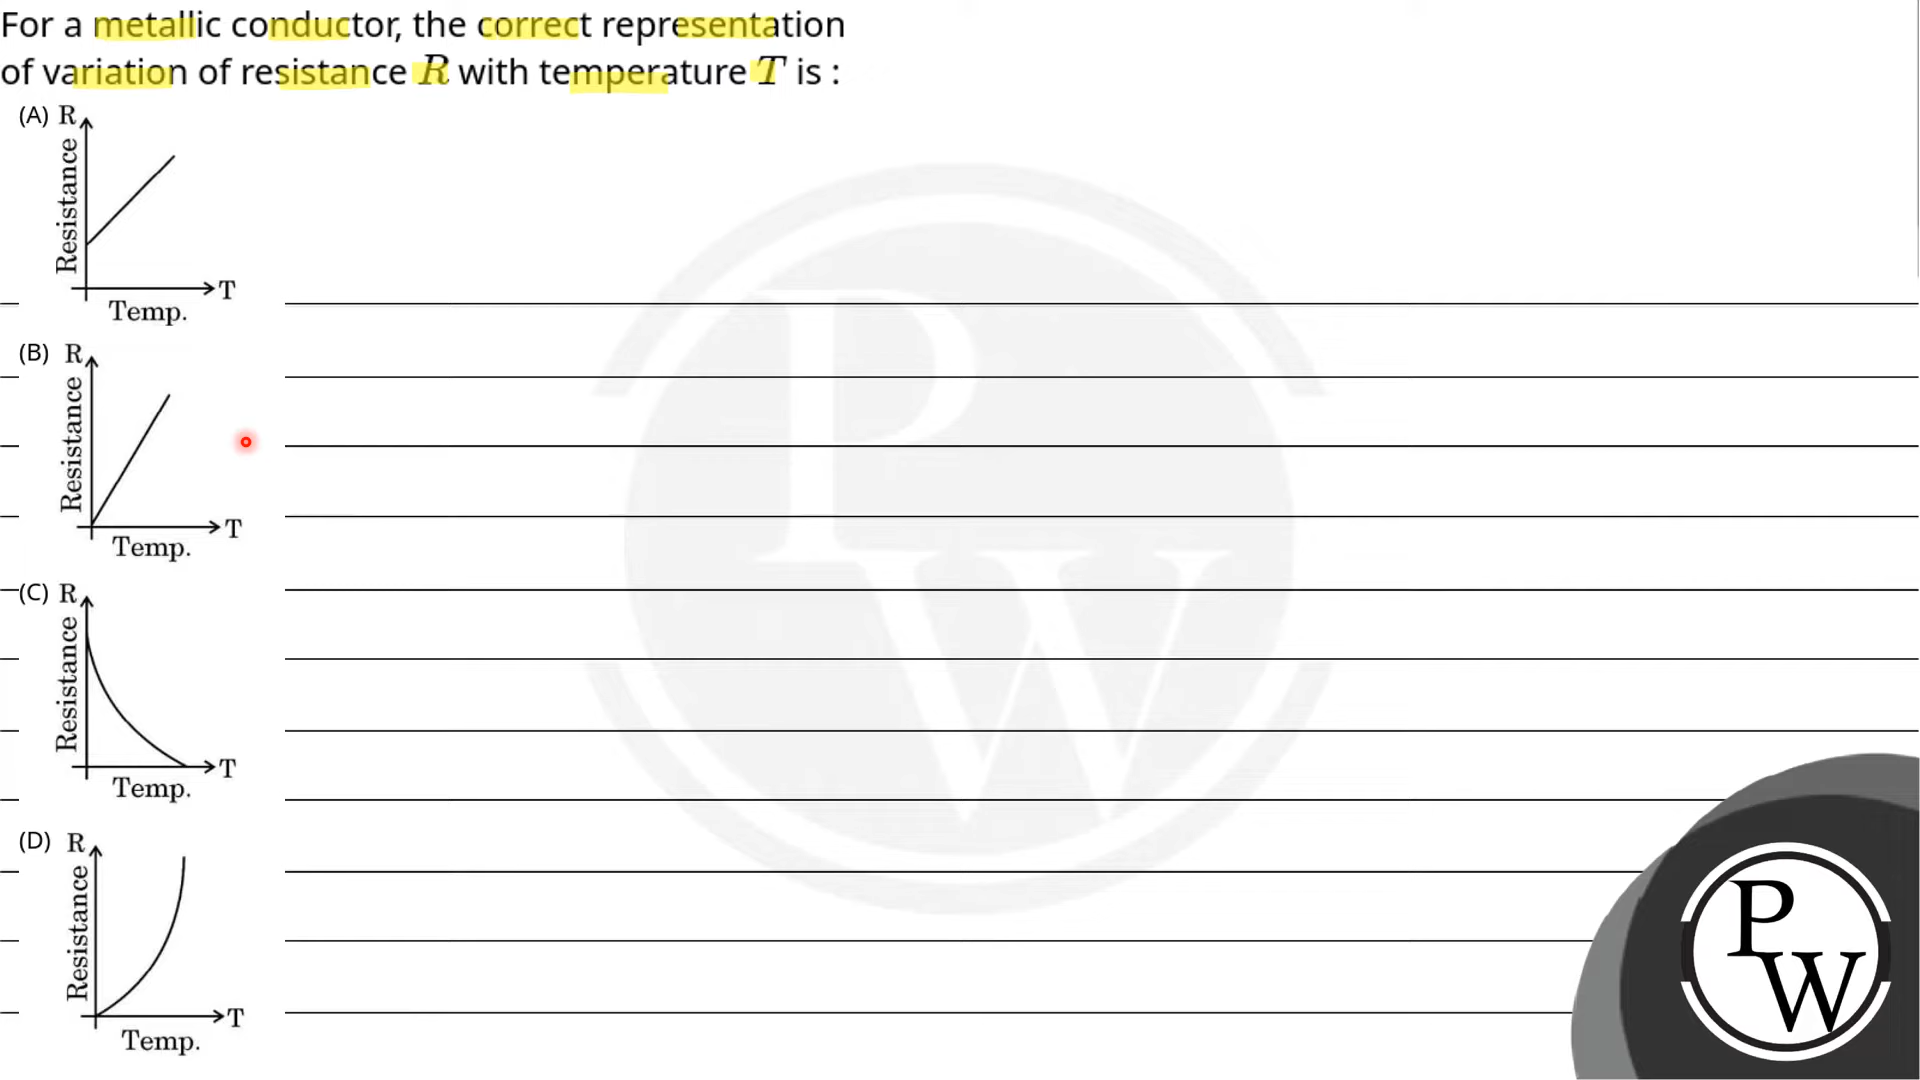 For a metallic conductor, the correct representation
of variation of resistance R with temperature T is :
(A) R
Resistance
T
Temp.
(B) R
Resistance
T
Temp.
(C) R
Resistance
T
Temp.
(D) R
Resistance
T
Temp.
P
W
P
W